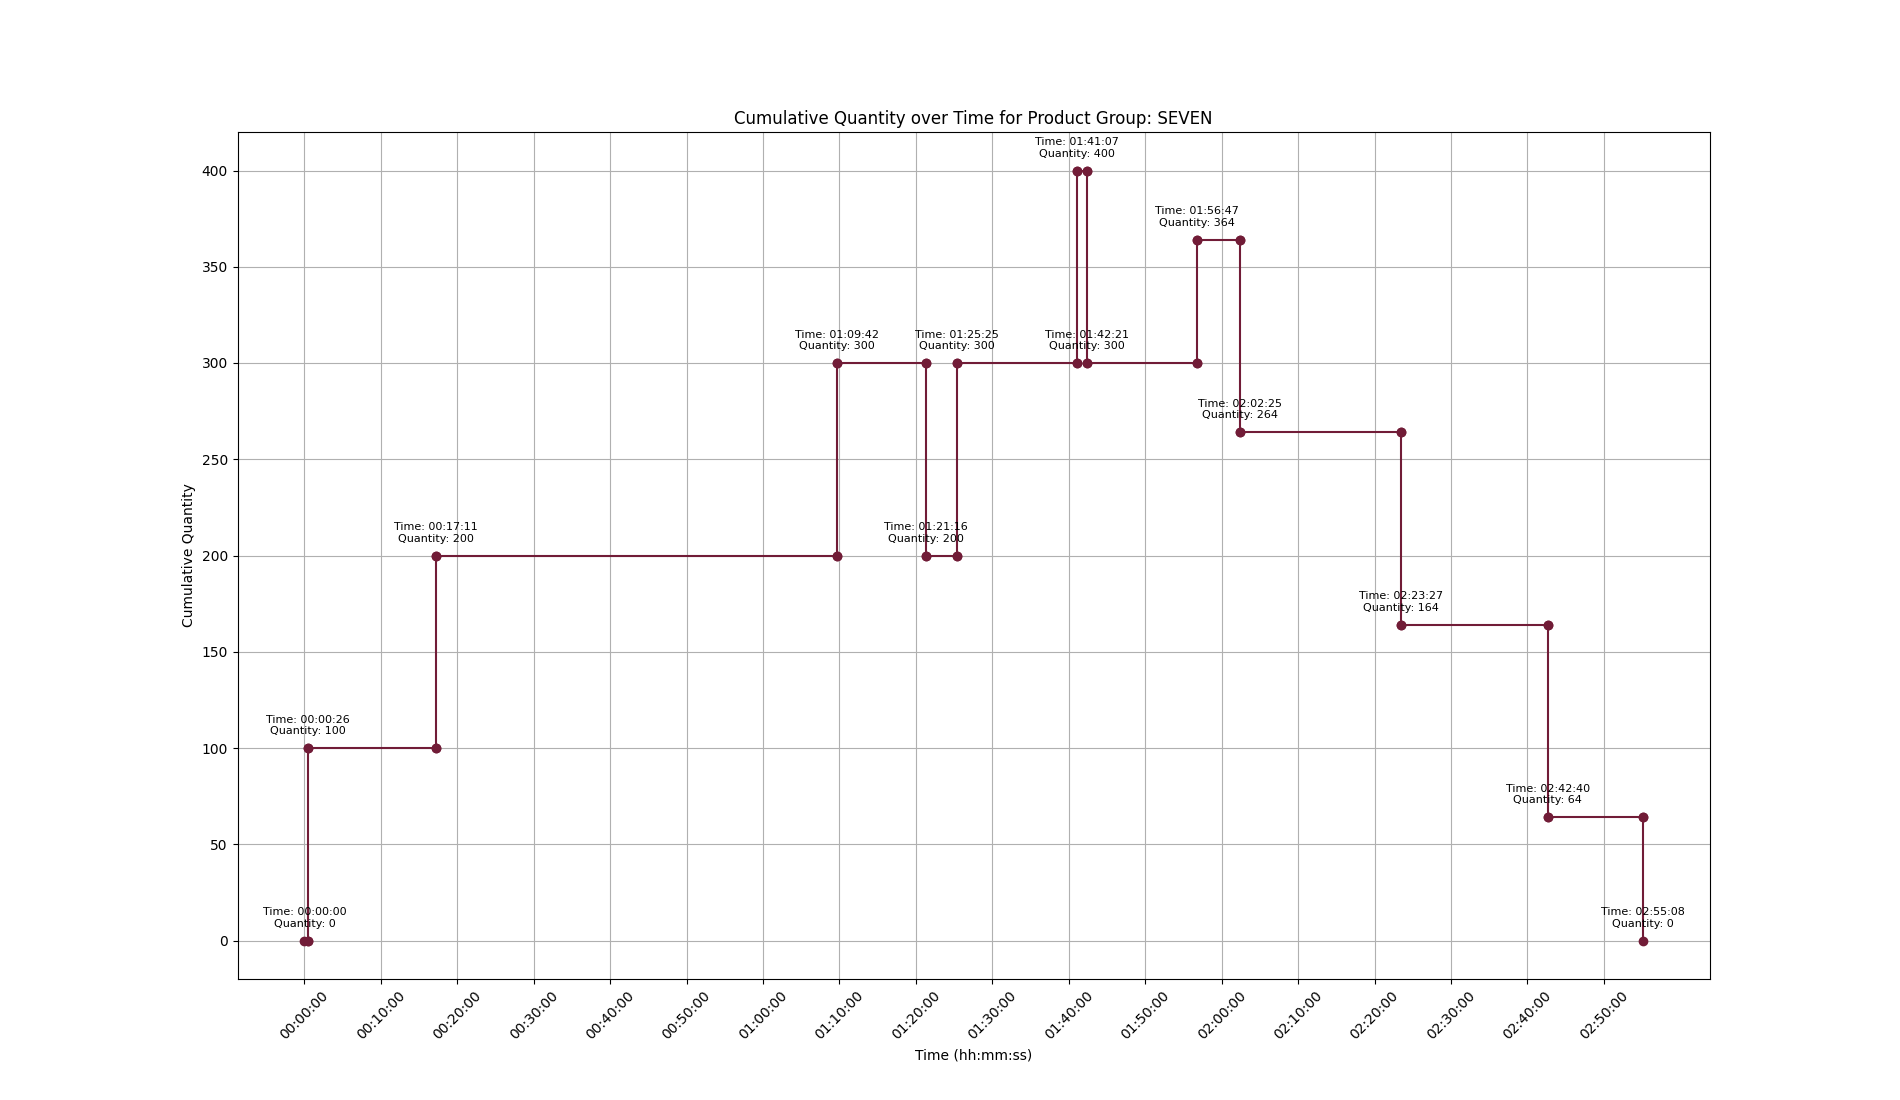 Cumulative Quantity over Time for Product Group: SEVEN
Time: 01:41:07
Quantity: 400
Time: 01:56:47
Quantity: 364
Time: 01:09:42
Quantity: 300
Time: 01:25:25
Quantity: 300
Time: 01:42:21
Quantity: 300
Time: 02:02:25
Quantity: 264
Time: 00:17:11
Quantity: 200
Time: 01:21:16
Quantity: 200
Time: 02:23:27
Quantity: 164
Time: 00:00:26
Quantity: 100
Time: 02:42:40
Quantity: 64
Time: 00:00:00
Quantity: 0
Time: 02:55:08
Quantity: 0
400
350
300
250
200
150
100
50
0
Cumulative Quantity
00:00:00
00:10:00
00:20:00
00:30:00
00:40:00
00:50:00
01:00:00
01:10:00
01:20:00
01:30:00
01:40:00
01:50:00
02:00:00
02:10:00
02:20:00
02:30:00
02:40:00
02:50:00
Time (hh:mm:ss)